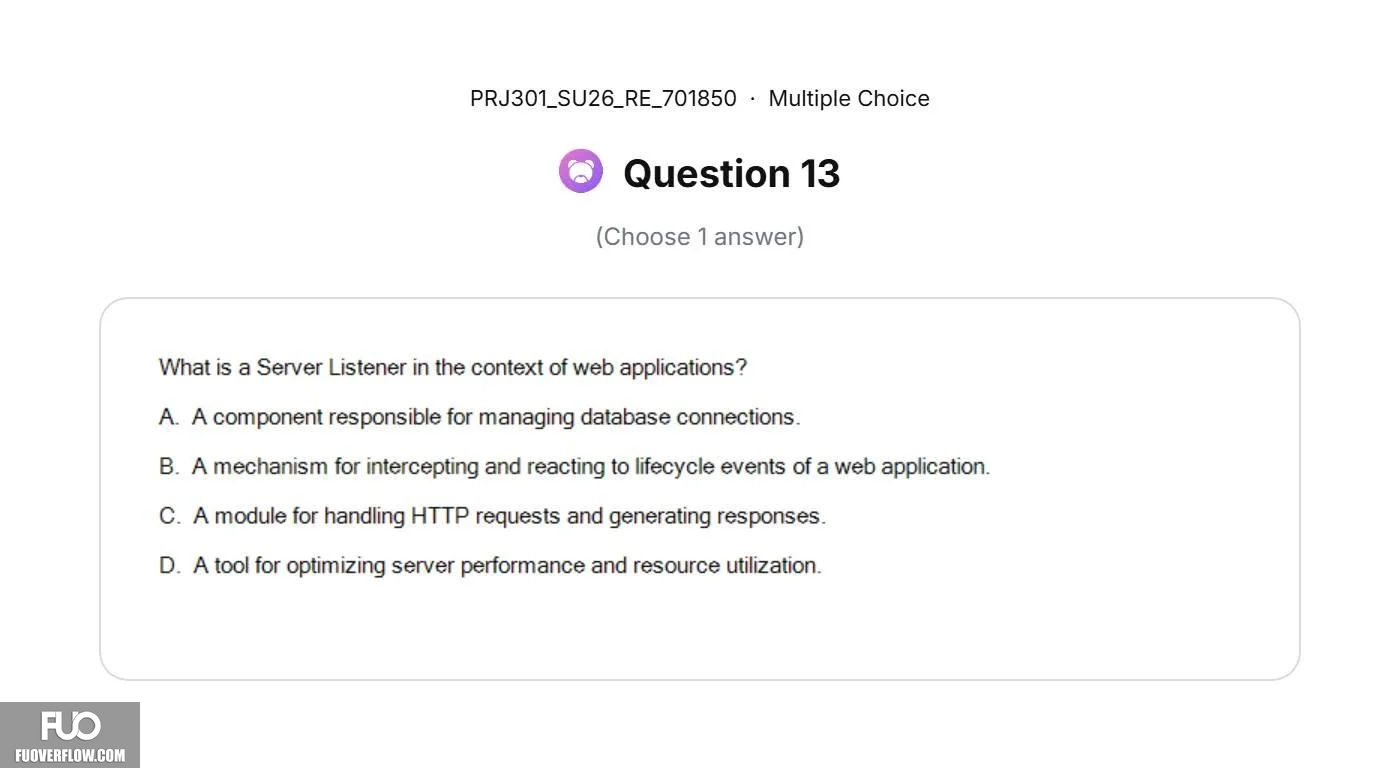 PRJ301_SU26_RE_701850 · Multiple Choice
Question 13
(Choose 1 answer)
What is a Server Listener in the context of web applications?
A. A component responsible for managing database connections.
B. A mechanism for intercepting and reacting to lifecycle events of a web application.
C. A module for handling HTTP requests and generating responses.
D. A tool for optimizing server performance and resource utilization.
FUO
FUOVERFLOW.COM